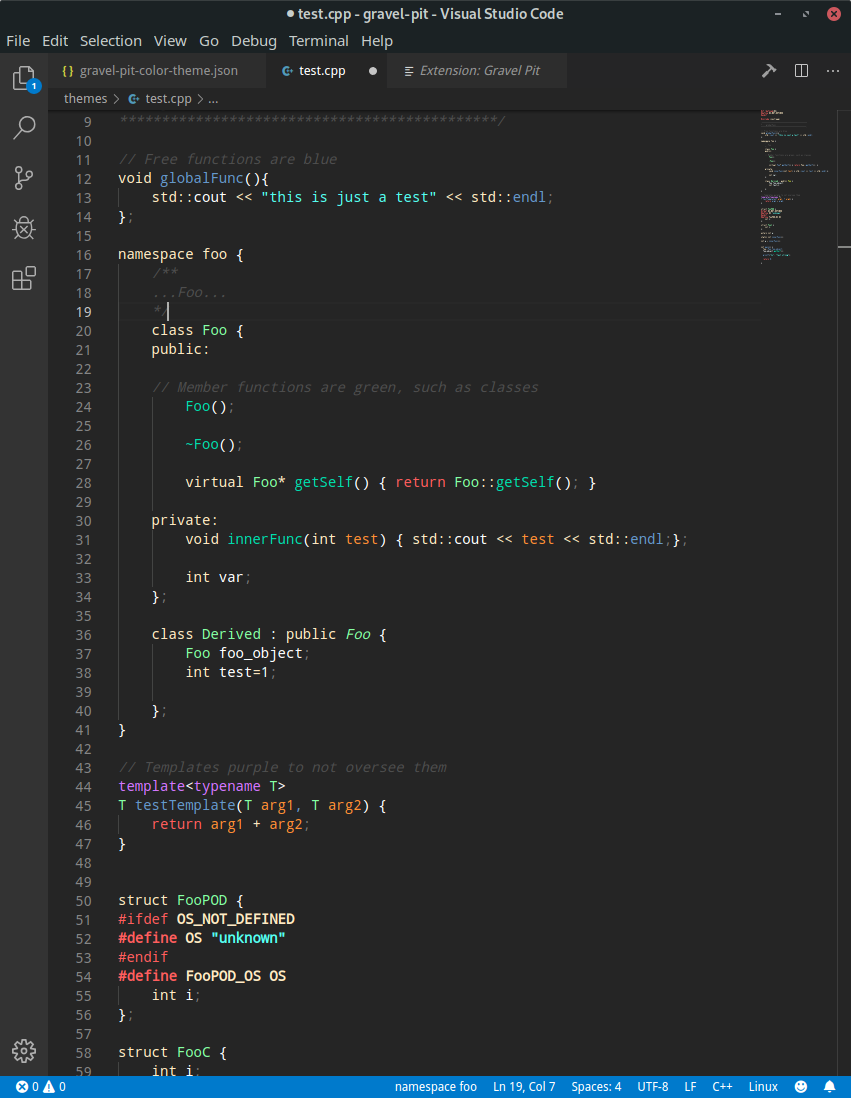 ● test.cpp - gravel-pit - Visual Studio Code
File Edit Selection View Go Debug Terminal Help
{} gravel-pit-color-theme.json test.cpp ● Extension: Gravel Pit ...
1
themes > test.cpp > ...
9 *********************************************/
10
11 // Free functions are blue
12 void globalFunc(){
13 std::cout << "this is just a test" << std::endl;
14 };
15
16 namespace foo {
17 /**
18 ...Foo...
19 */
20 class Foo {
21 public:
22
23 // Member functions are green, such as classes
24 Foo();
25
26 ~Foo();
27
28 virtual Foo* getSelf() { return Foo::getSelf(); }
29
30 private:
31 void innerFunc(int test) { std::cout << test << std::endl;};
32
33 int var;
34 };
35
36 class Derived : public Foo {
37 Foo foo_object;
38 int test=1;
39
40 };
41 }
42
43 // Templates purple to not oversee them
44 template<typename T>
45 T testTemplate(T arg1, T arg2) {
46 return arg1 + arg2;
47 }
48
49
50 struct FooPOD {
51 #ifdef OS_NOT_DEFINED
52 #define OS "unknown"
53 #endif
54 #define FooPOD_OS OS
55 int i;
56 };
57
58 struct FooC {
59 int i;
0 0 namespace foo Ln 19, Col 7 Spaces: 4 UTF-8 LF C++ Linux